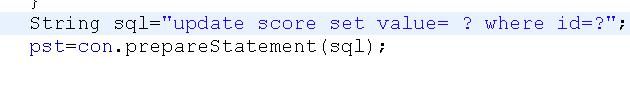 }
String sql="update score set value= ? where id=?";
pst=con.prepareStatement(sql);